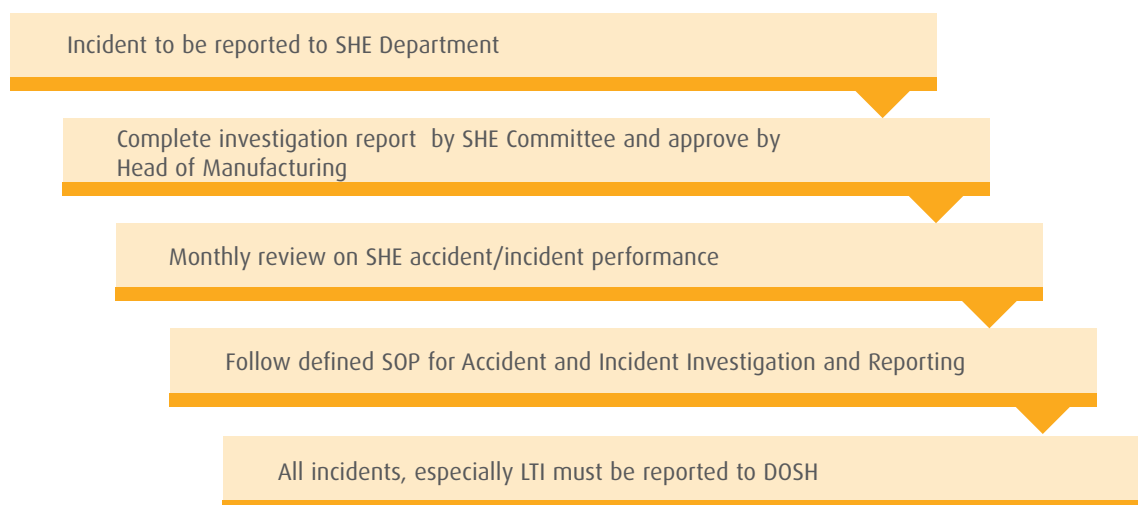 Incident to be reported to SHE Department
Complete investigation report by SHE Committee and approve by
Head of Manufacturing
Monthly review on SHE accident/incident performance
Follow defined SOP for Accident and Incident Investigation and Reporting
All incidents, especially LTI must be reported to DOSH